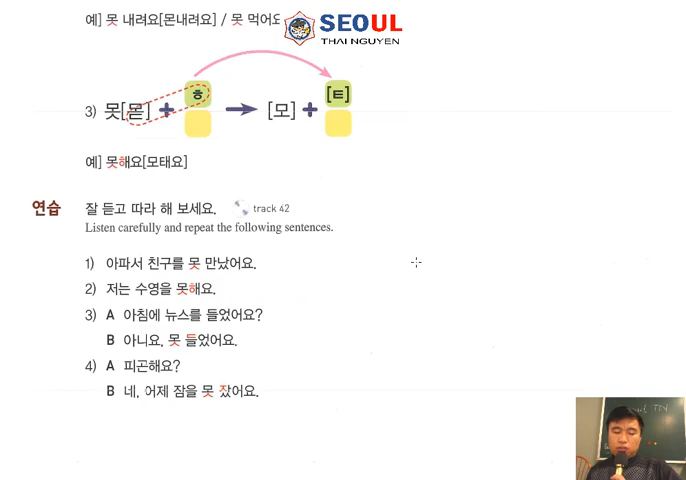 예] 못 내려요[몬내려요] / 못 먹어요
SEOUL
THAI NGUYEN
3) 못[몯] + ㅎ → [모] + [ㅌ]
예] 못해요[모태요]
연습 잘 듣고 따라 해 보세요. track 42
Listen carefully and repeat the following sentences.
1) 아파서 친구를 못 만났어요.
2) 저는 수영을 못해요.
3) A 아침에 뉴스를 들었어요?
B 아니요, 못 들었어요.
4) A 피곤해요?
B 네, 어제 잠을 못 잤어요.